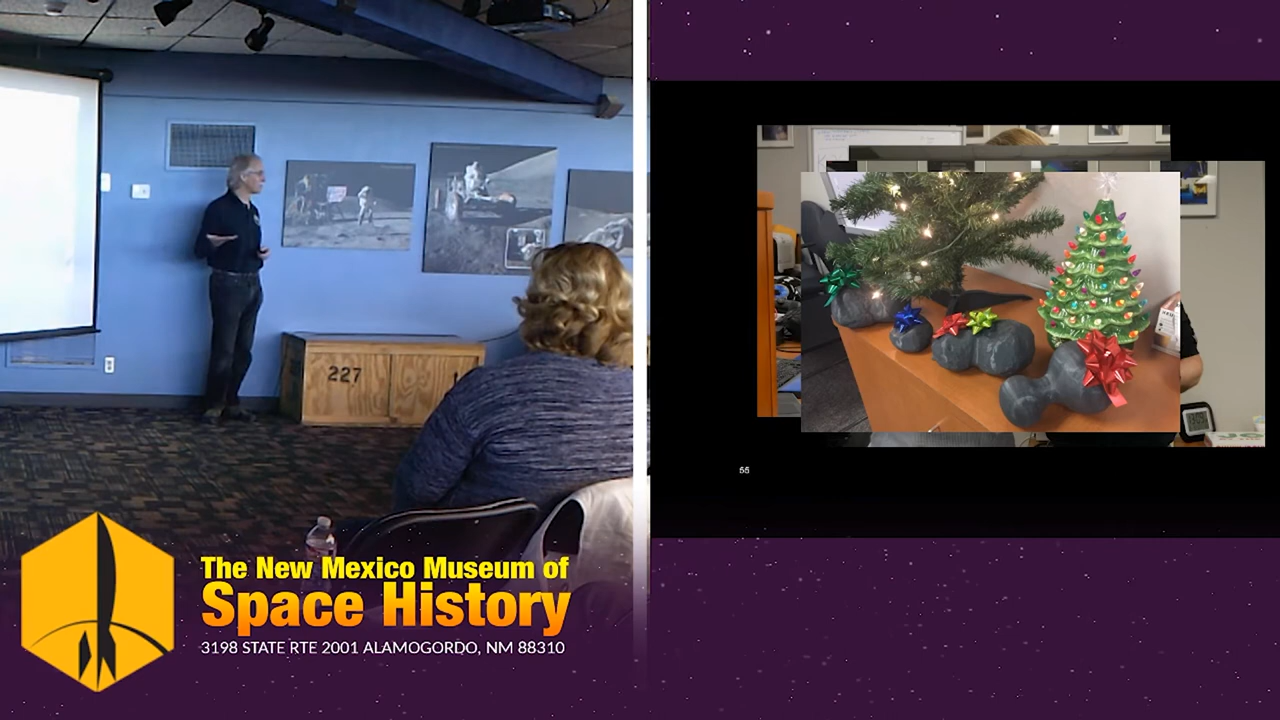 227
The New Mexico Museum of
Space History
3198 STATE RTE 2001 ALAMOGORDO, NM 88310
55